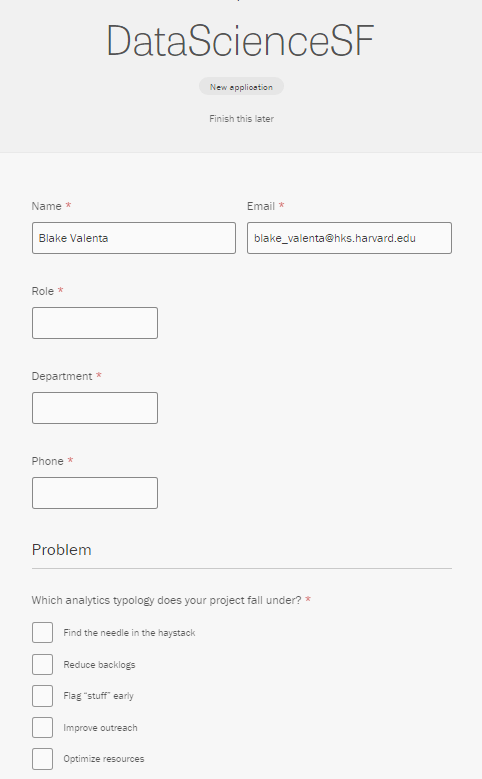 DataScienceSF
New application
Finish this later
Name * Email *
Blake Valenta blake_valenta@hks.harvard.edu
Role *
Department *
Phone *
Problem
Which analytics typology does your project fall under? *
Find the needle in the haystack
Reduce backlogs
Flag “stuff” early
Improve outreach
Optimize resources